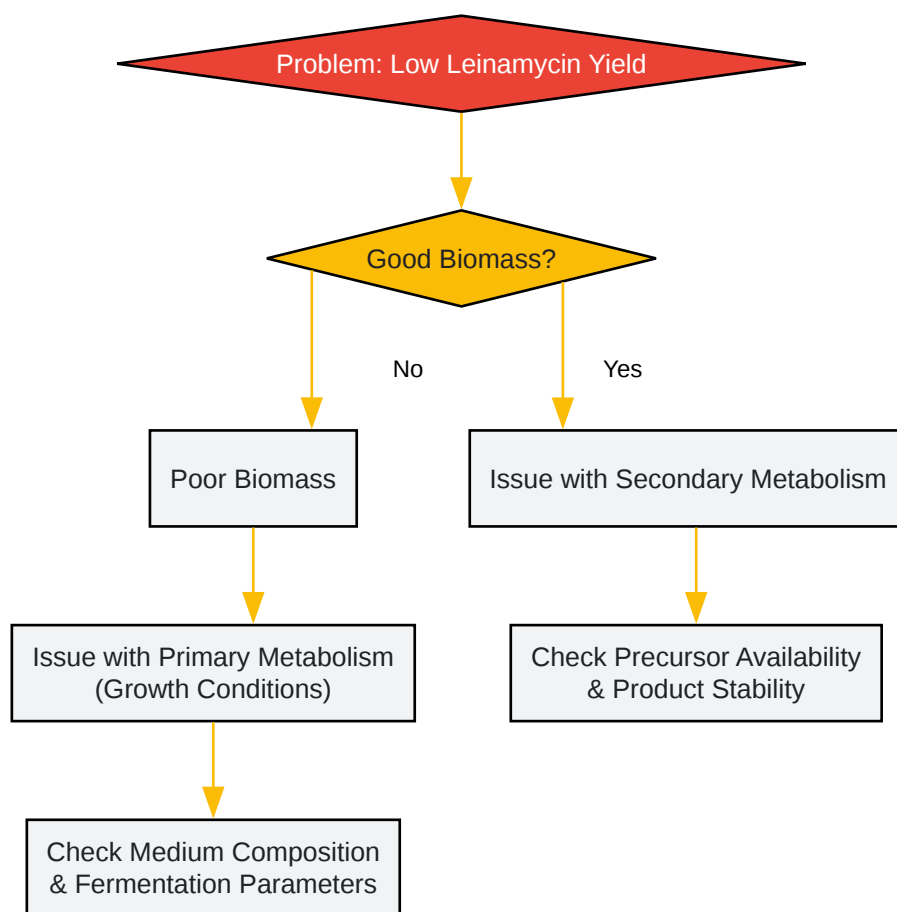 Problem: Low Leinamycin Yield
Good Biomass?
No
Yes
Poor Biomass
Issue with Secondary Metabolism
Issue with Primary Metabolism
(Growth Conditions)
Check Precursor Availability
& Product Stability
Check Medium Composition
& Fermentation Parameters